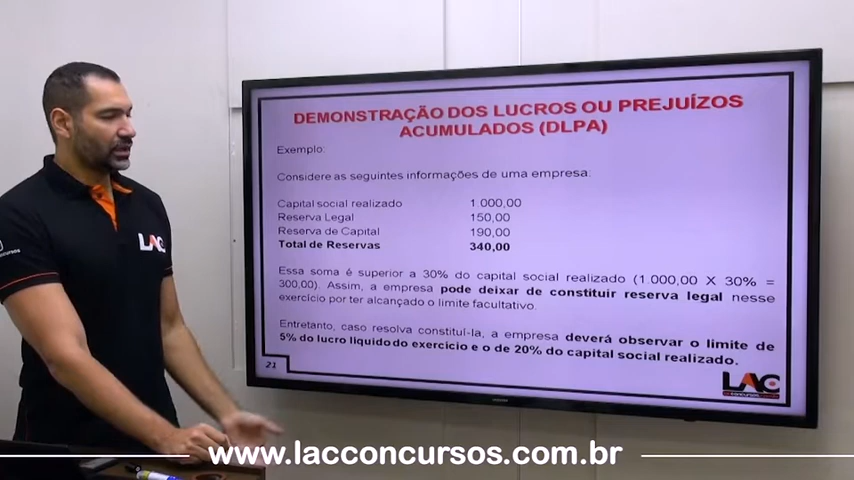 DEMONSTRAÇÃO DOS LUCROS OU PREJUÍZOS
ACUMULADOS (DLPA)
Exemplo:
Considere as seguintes informações de uma empresa:
Capital social realizado 1.000,00
Reserva Legal 150,00
Reserva de Capital 190,00
Total de Reservas 340,00
Essa soma é superior a 30% do capital social realizado (1.000,00 X 30% =
300,00). Assim, a empresa pode deixar de constituir reserva legal nesse
exercício por ter alcançado o limite facultativo.
Entretanto, caso resolva constituí-la, a empresa deverá observar o limite de
5% do lucro líquido do exercício e o de 20% do capital social realizado.
21
LAC
CONCURSOS
LAC
www.lacconcursos.com.br